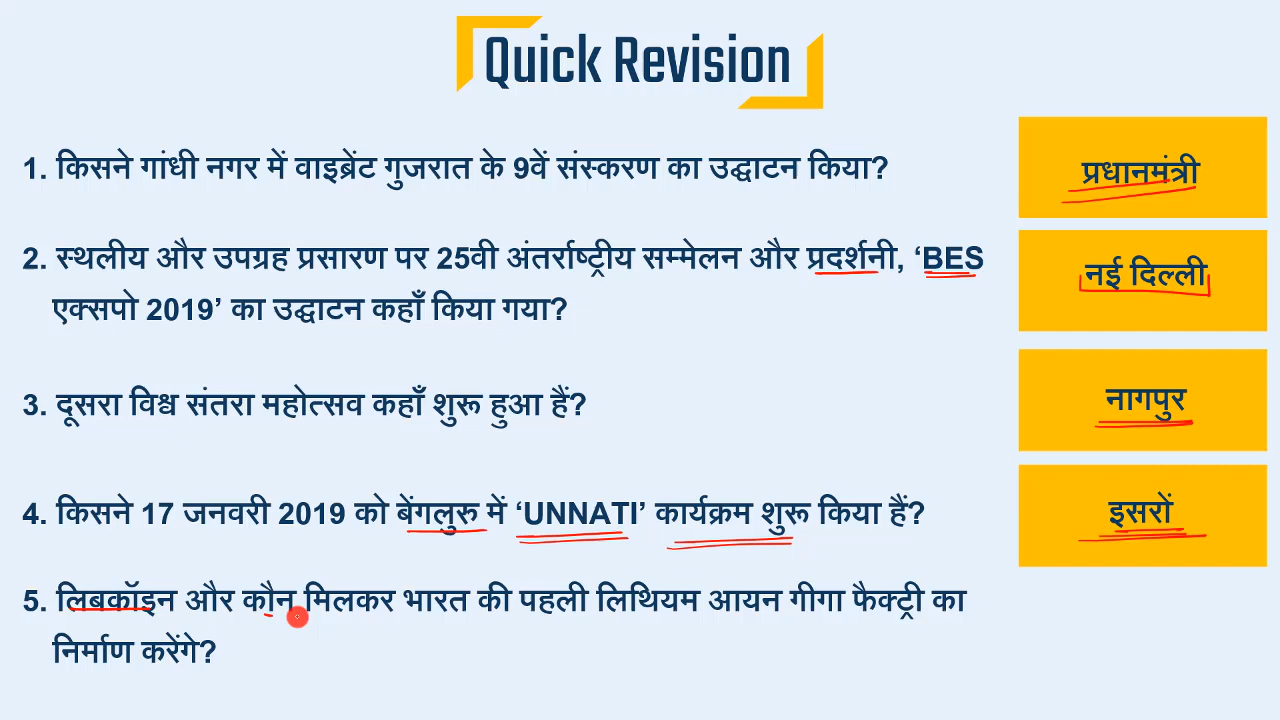 Quick Revision
1. किसने गांधी नगर में वाइब्रेंट गुजरात के 9वें संस्करण का उद्घाटन किया?
प्रधानमंत्री
2. स्थलीय और उपग्रह प्रसारण पर 25वी अंतर्राष्ट्रीय सम्मेलन और प्रदर्शनी, ‘BES
एक्सपो 2019’ का उद्घाटन कहाँ किया गया?
नई दिल्ली
3. दूसरा विश्व संतरा महोत्सव कहाँ शुरू हुआ हैं?
नागपुर
4. किसने 17 जनवरी 2019 को बेंगलुरु में ‘UNNATI’ कार्यक्रम शुरू किया हैं?
इसरों
5. लिबकॉइन और कौन मिलकर भारत की पहली लिथियम आयन गीगा फैक्ट्री का
निर्माण करेंगे?